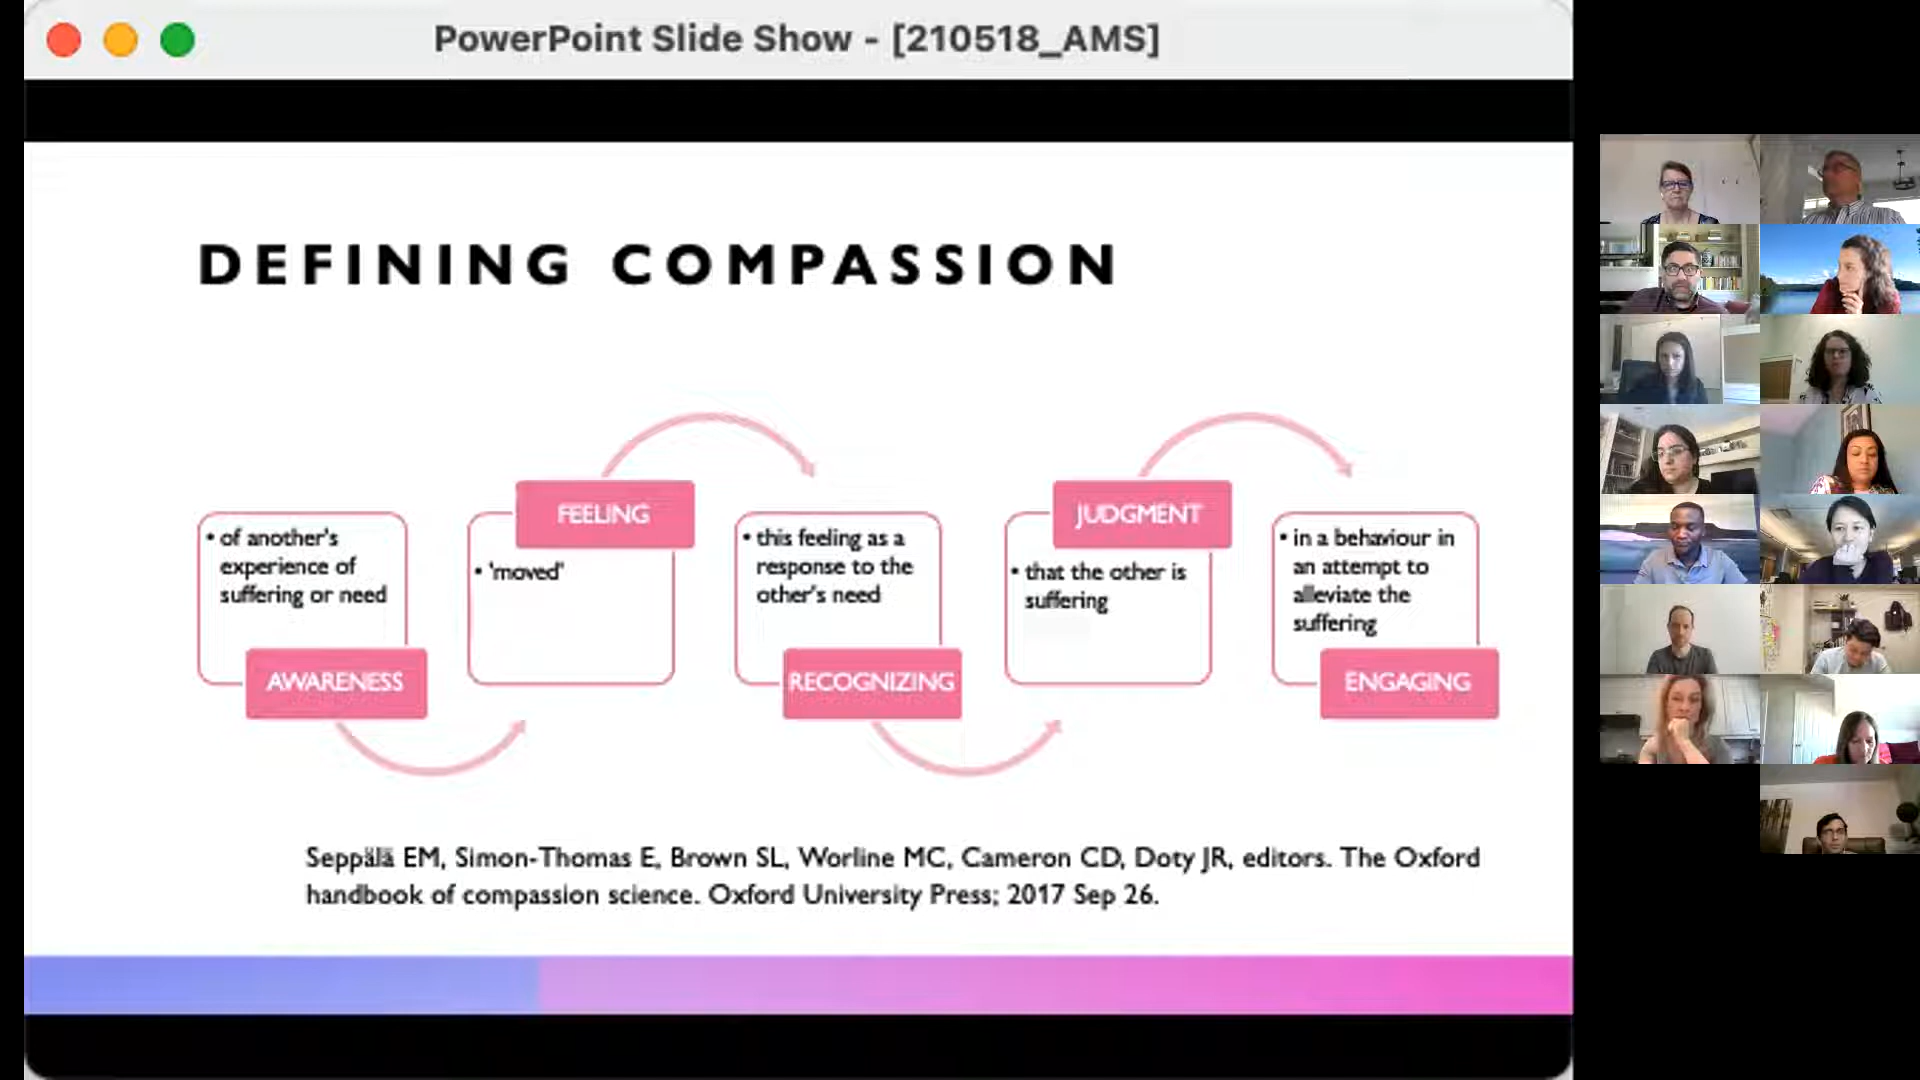 PowerPoint Slide Show - [210518_AMS]
DEFINING COMPASSION
• of another's
experience of
suffering or need
AWARENESS
FEELING
• 'moved'
• this feeling as a
response to the
other's need
RECOGNIZING
JUDGMENT
• that the other is
suffering
• in a behaviour in
an attempt to
alleviate the
suffering
ENGAGING
Seppälä EM, Simon-Thomas E, Brown SL, Worline MC, Cameron CD, Doty JR, editors. The Oxford
handbook of compassion science. Oxford University Press; 2017 Sep 26.